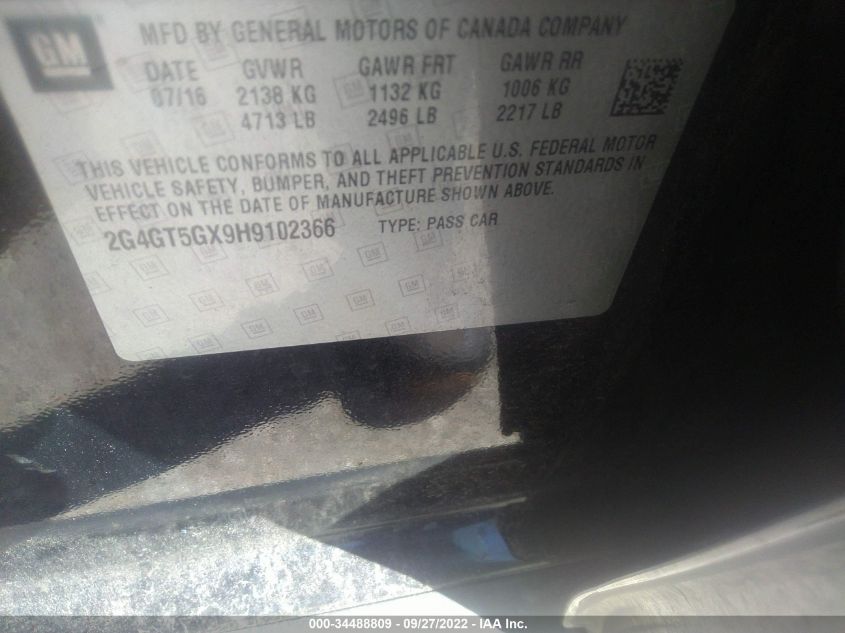 GM
MFD BY GENERAL MOTORS OF CANADA COMPANY
DATE GVWR GAWR FRT GAWR RR
07/16 2138 KG 1132 KG 1006 KG
4713 LB 2496 LB 2217 LB
THIS VEHICLE CONFORMS TO ALL APPLICABLE U.S. FEDERAL MOTOR
VEHICLE SAFETY, BUMPER, AND THEFT PREVENTION STANDARDS IN
EFFECT ON THE DATE OF MANUFACTURE SHOWN ABOVE.
2G4GT5GX9H9102366 TYPE: PASS CAR
000-34488809 - 09/27/2022 - IAA Inc.